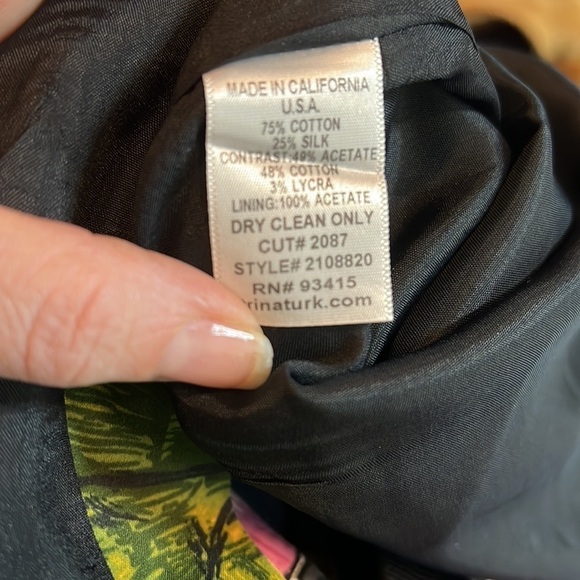 MADE IN CALIFORNIA
U.S.A.
75% COTTON
25% SILK
CONTRAST:49% ACETATE
48% COTTON
3% LYCRA
LINING:100% ACETATE
DRY CLEAN ONLY
CUT# 2087
STYLE# 2108820
RN# 93415
rinaturk.com